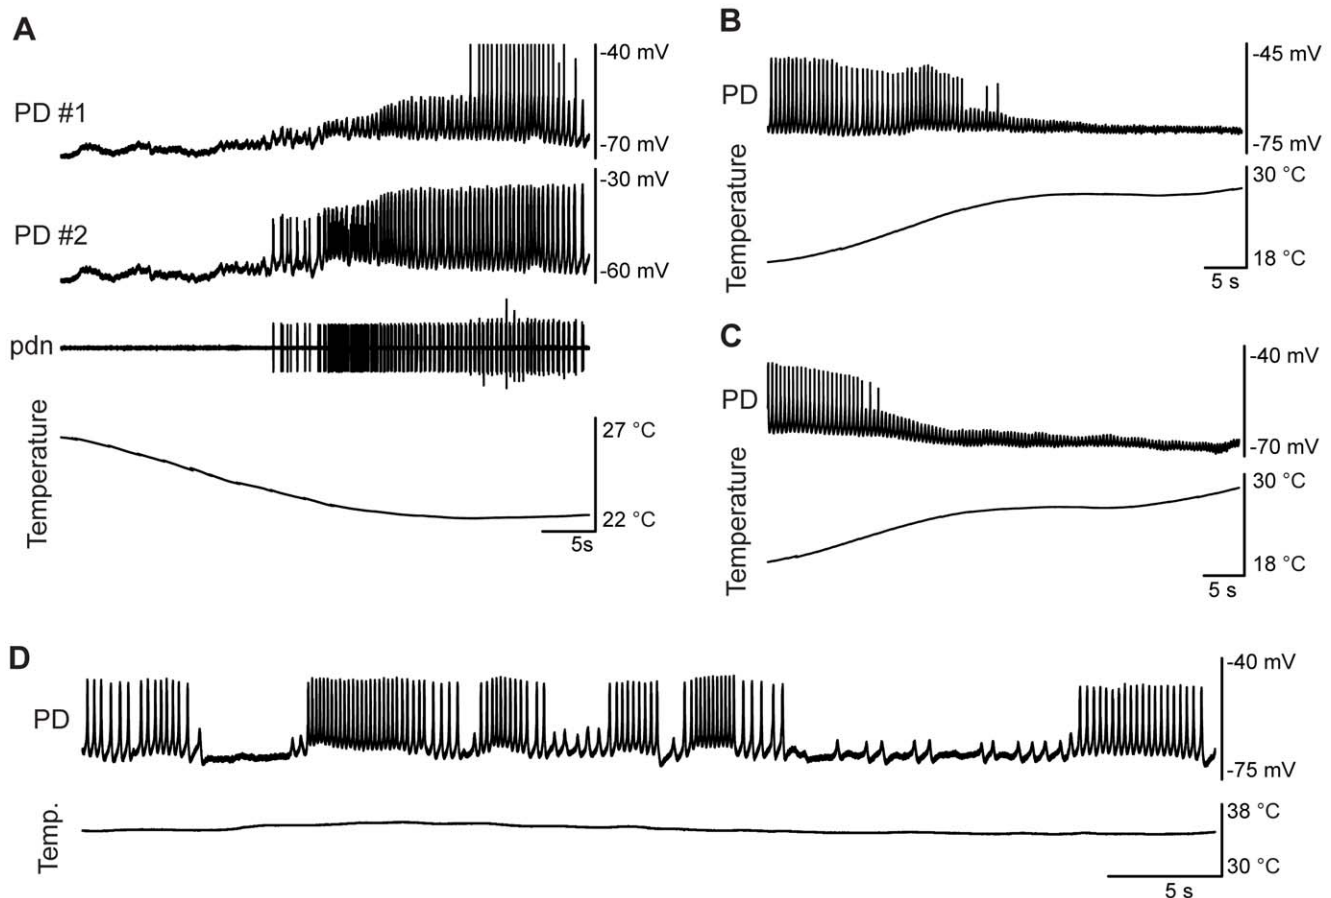 A
PD #1
-40 mV
-70 mV
PD #2
-30 mV
-60 mV
pdn
Temperature
27 °C
22 °C
5s
B
PD
-45 mV
-75 mV
Temperature
30 °C
18 °C
5 s
C
PD
-40 mV
-70 mV
Temperature
30 °C
18 °C
5 s
D
PD
-40 mV
-75 mV
Temp.
38 °C
30 °C
5 s